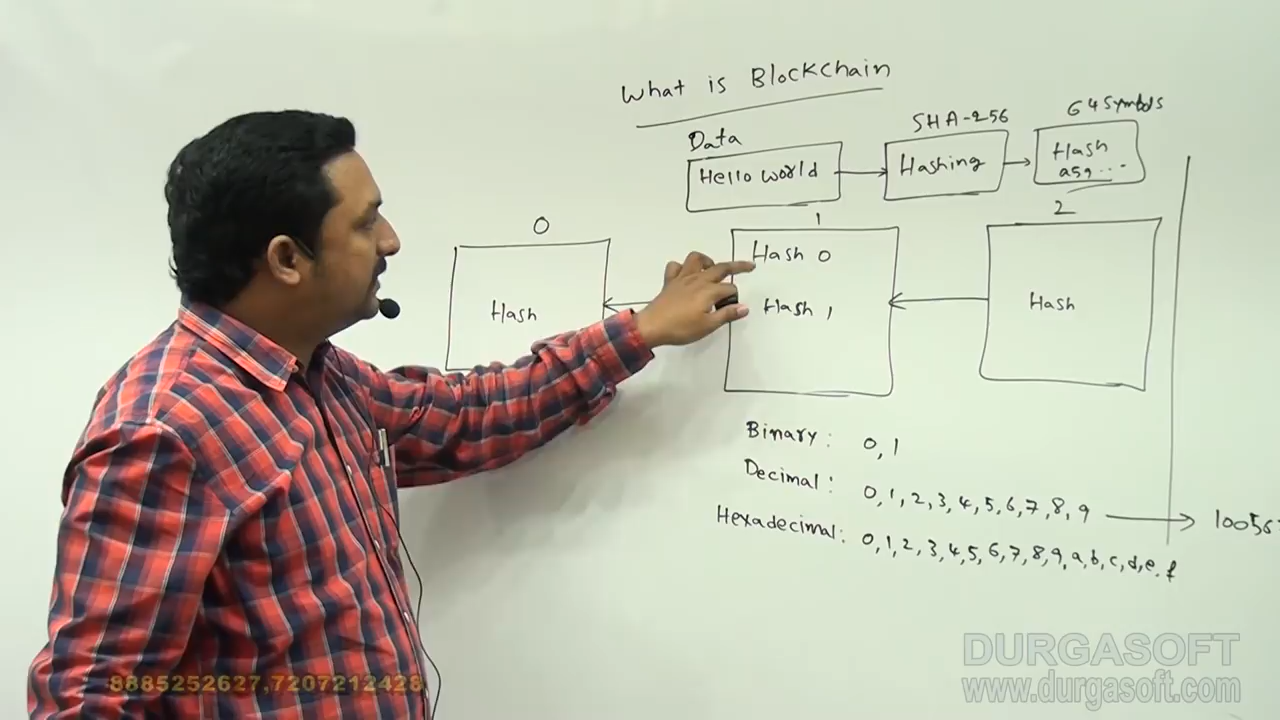 What is BlockChain
Data
SHA-256
64 Symbols
Hello world
Hashing
Hash
a59...
0
1
2
Hash
Hash 0
Hash 1
Hash
Binary: 0, 1
Decimal: 0, 1, 2, 3, 4, 5, 6, 7, 8, 9
Hexadecimal: 0, 1, 2, 3, 4, 5, 6, 7, 8, 9, a, b, c, d, e, f
DURGASOFT
www.durgasoft.com
8885252627,7207212428